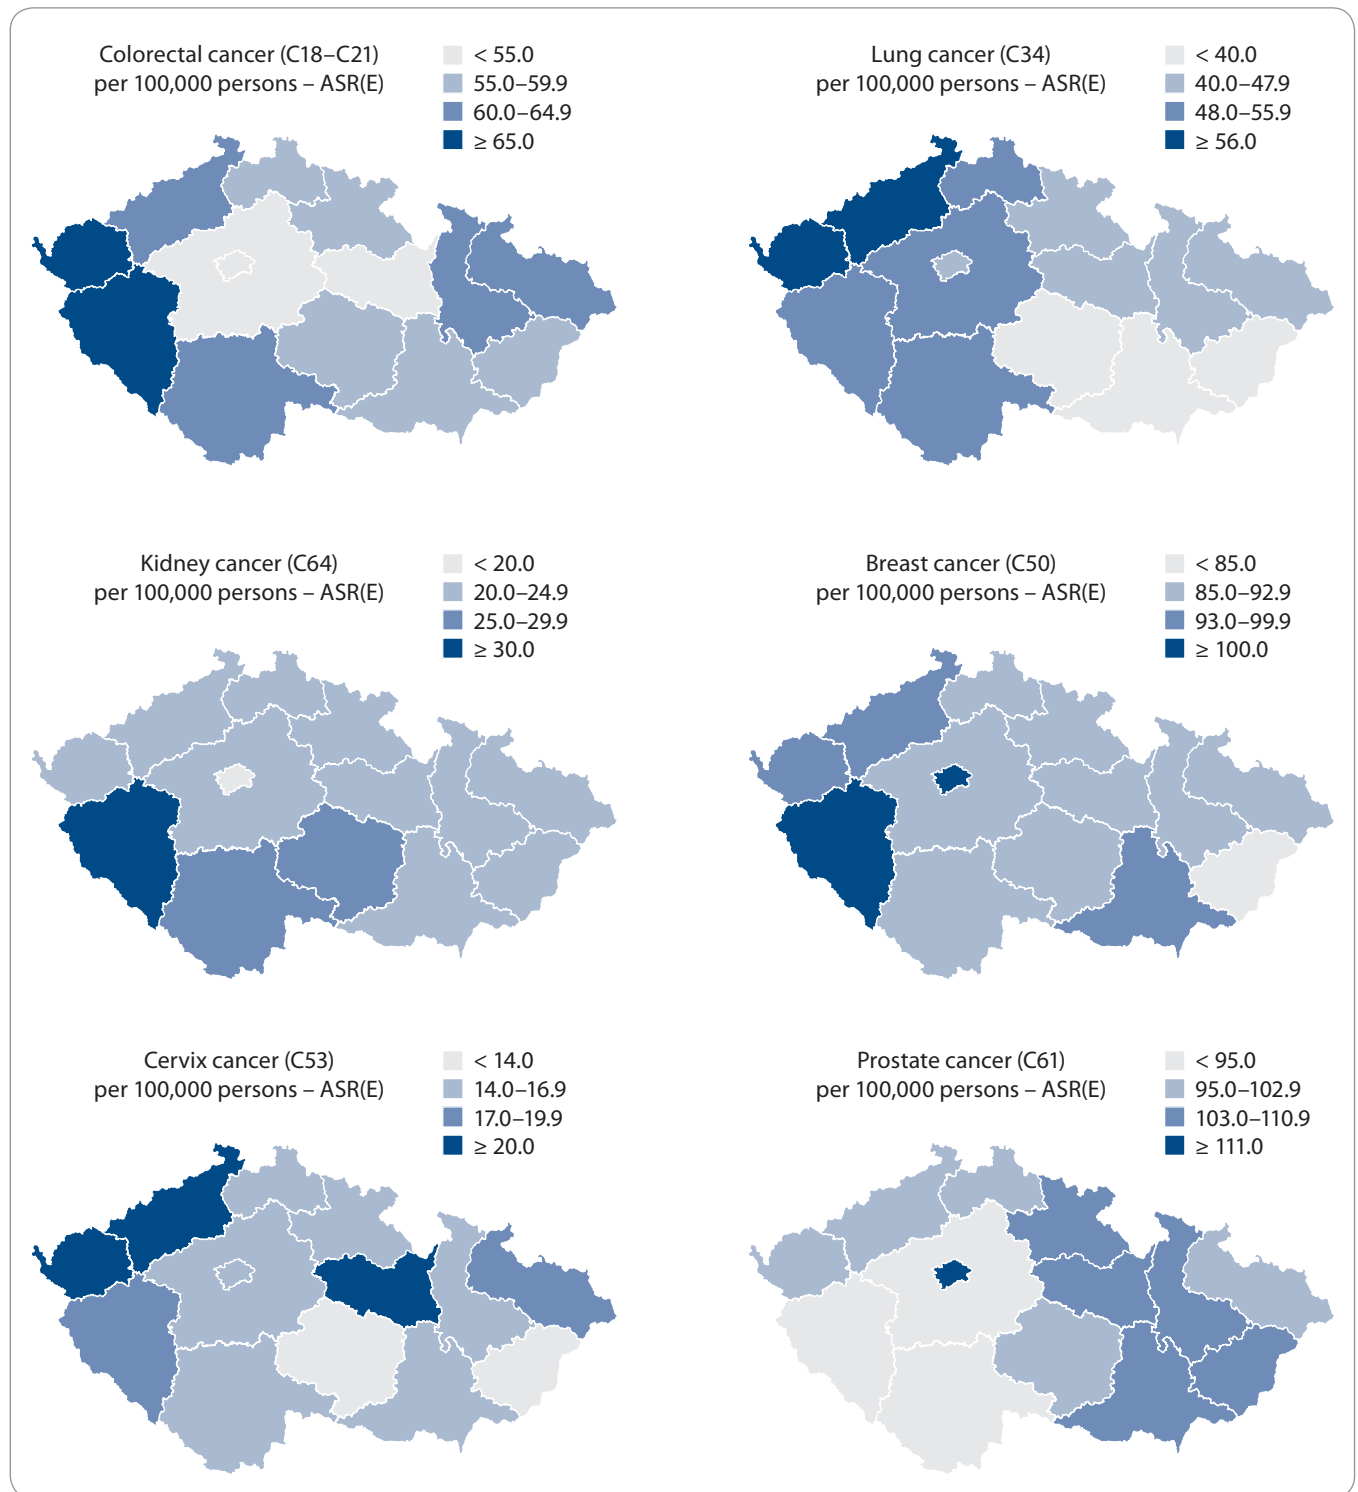 Colorectal cancer (C18–C21)
per 100,000 persons – ASR(E)
< 55.0
55.0–59.9
60.0–64.9
≥ 65.0
Lung cancer (C34)
per 100,000 persons – ASR(E)
< 40.0
40.0–47.9
48.0–55.9
≥ 56.0
Kidney cancer (C64)
per 100,000 persons – ASR(E)
< 20.0
20.0–24.9
25.0–29.9
≥ 30.0
Breast cancer (C50)
per 100,000 persons – ASR(E)
< 85.0
85.0–92.9
93.0–99.9
≥ 100.0
Cervix cancer (C53)
per 100,000 persons – ASR(E)
< 14.0
14.0–16.9
17.0–19.9
≥ 20.0
Prostate cancer (C61)
per 100,000 persons – ASR(E)
< 95.0
95.0–102.9
103.0–110.9
≥ 111.0